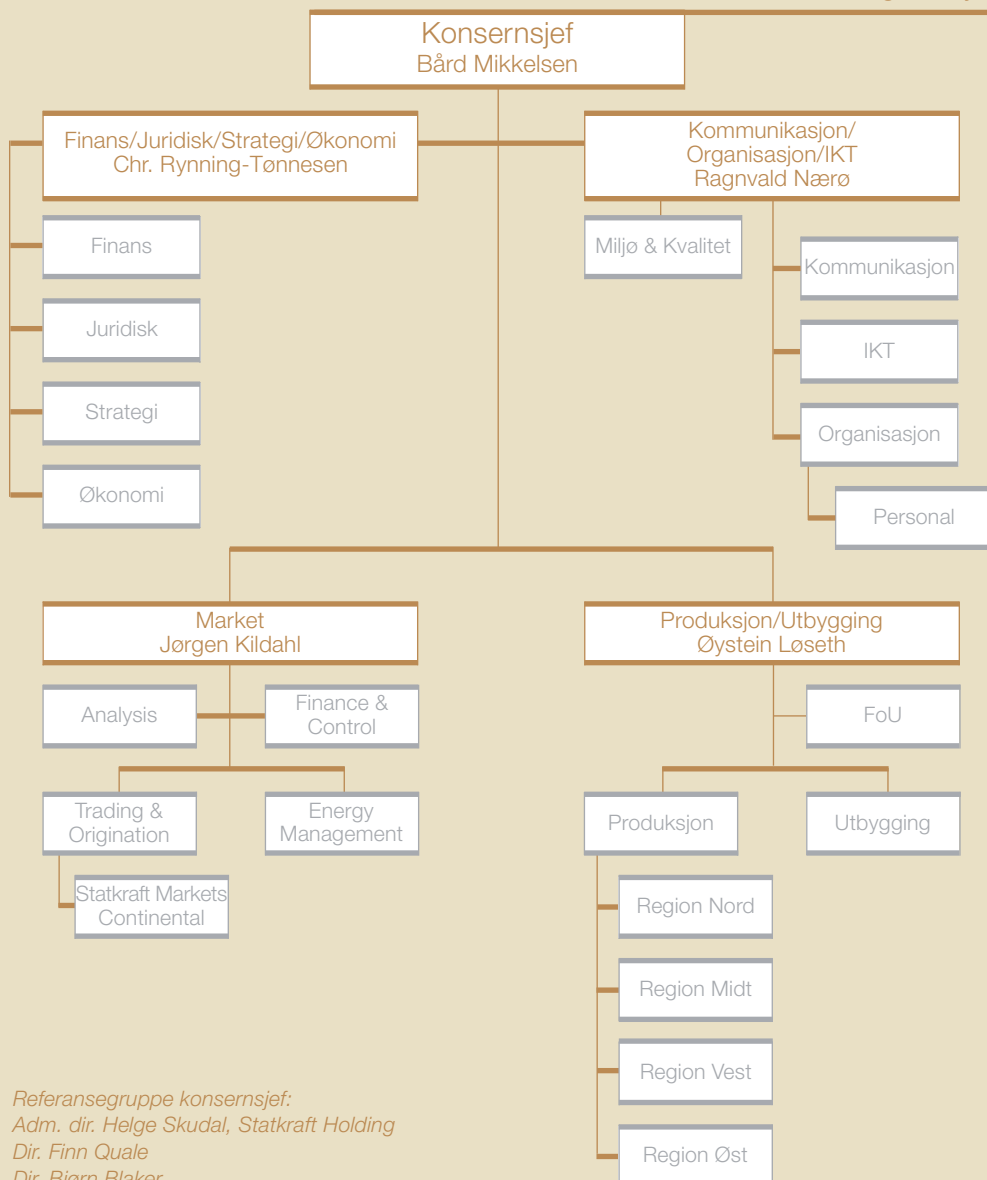 Konsernsjef
Bård Mikkelsen
Finans/Juridisk/Strategi/Økonomi
Chr. Rynning-Tønnesen
Kommunikasjon/
Organisasjon/IKT
Ragnvald Nærø
Finans
Juridisk
Strategi
Økonomi
Miljø & Kvalitet
Kommunikasjon
IKT
Organisasjon
Personal
Market
Jørgen Kildahl
Analysis
Finance &
Control
Trading &
Origination
Energy
Management
Statkraft Markets
Continental
Produksjon/Utbygging
Øystein Løseth
FoU
Produksjon
Utbygging
Region Nord
Region Midt
Region Vest
Region Øst
Referansegruppe konsernsjef:
Adm. dir. Helge Skudal, Statkraft Holding
Dir. Finn Quale
Dir. Bjørn Blaker